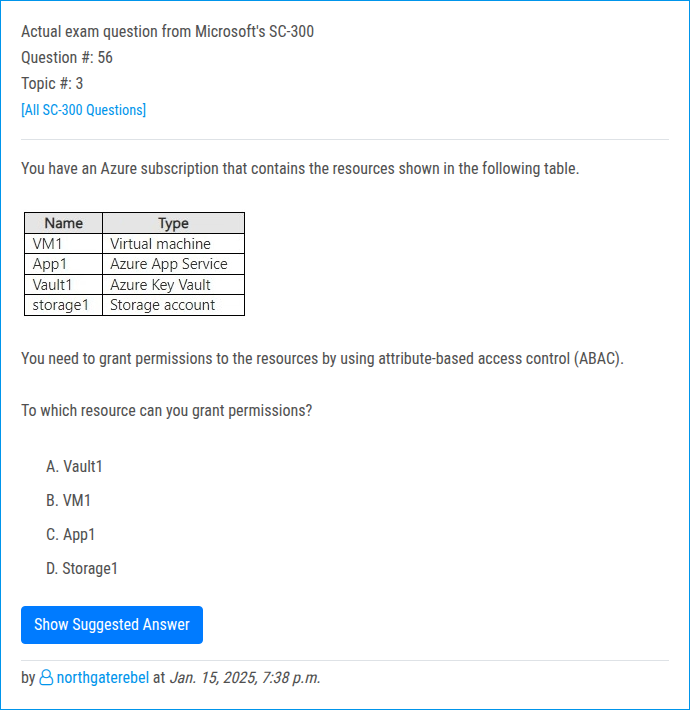 Actual exam question from Microsoft's SC-300
Question #: 56
Topic #: 3
[All SC-300 Questions]
You have an Azure subscription that contains the resources shown in the following table.
Name Type
VM1 Virtual machine
App1 Azure App Service
Vault1 Azure Key Vault
storage1 Storage account
You need to grant permissions to the resources by using attribute-based access control (ABAC).
To which resource can you grant permissions?
A. Vault1
B. VM1
C. App1
D. Storage1
Show Suggested Answer
by northgaterebel at Jan. 15, 2025, 7:38 p.m.